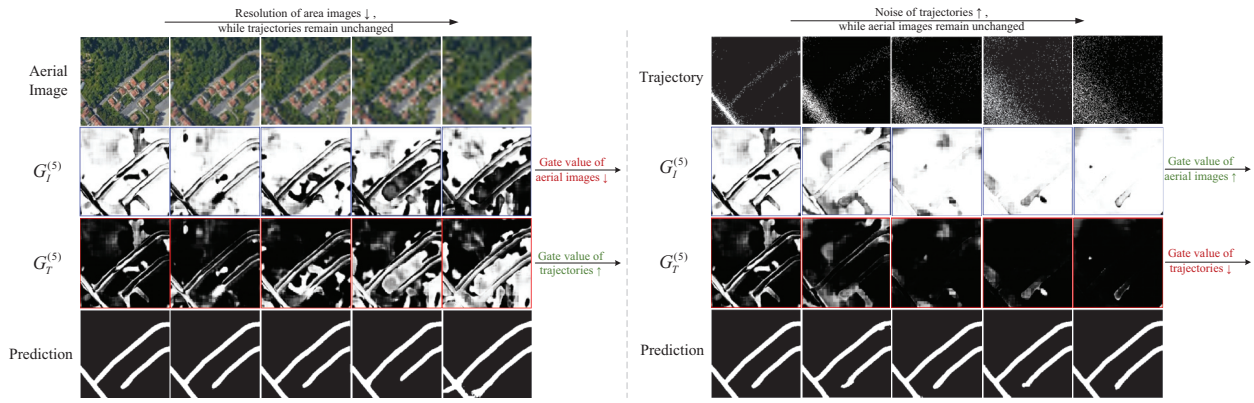 Resolution of area images ↓ ,
while trajectories remain unchanged
Aerial
Image
G_I^(5)
Gate value of
aerial images ↓
G_T^(5)
Gate value of
trajectories ↑
Prediction
Noise of trajectories ↑ ,
while aerial images remain unchanged
Trajectory
G_I^(5)
Gate value of
aerial images ↑
G_T^(5)
Gate value of
trajectories ↓
Prediction